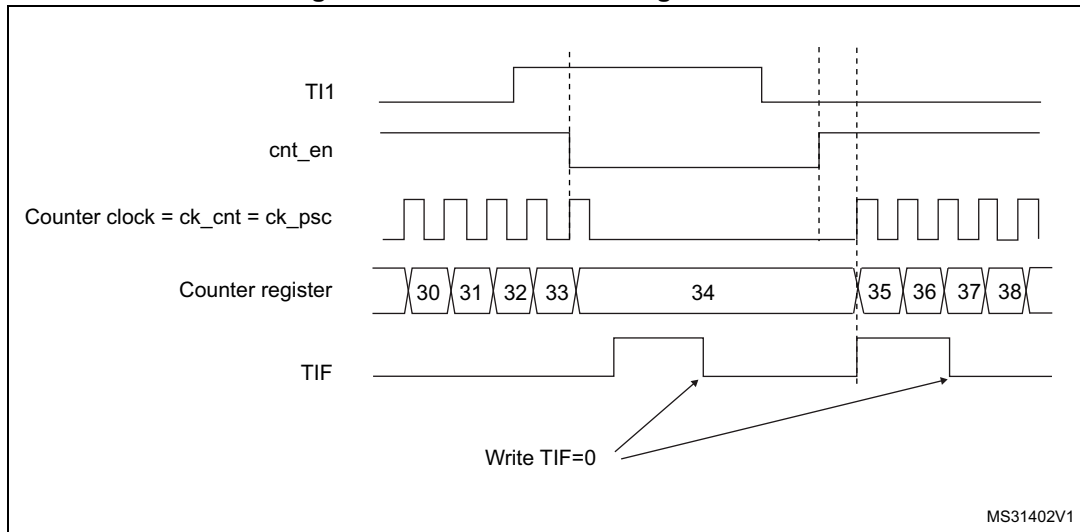 TI1
cnt_en
Counter clock = ck_cnt = ck_psc
Counter register
30 31 32 33 34 35 36 37 38
TIF
Write TIF=0
MS31402V1